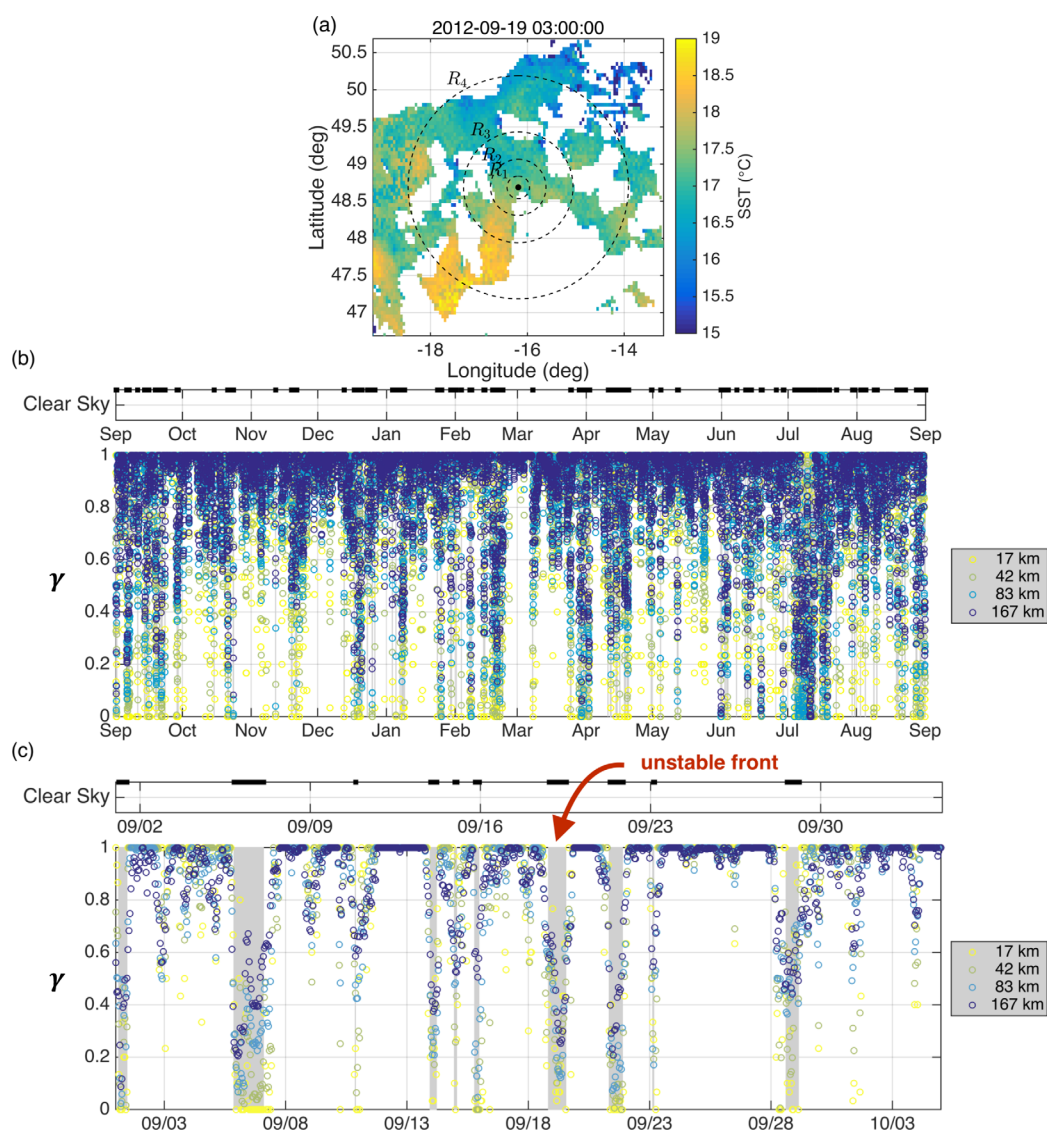 (a)
2012-09-19 03:00:00
50.5
50
49.5
49
48.5
48
47.5
47
Latitude (deg)
R4
R3
R2
R1
-18 -16 -14
Longitude (deg)
19
18.5
18
17.5
17
16.5
16
15.5
15
SST (°C)
(b)
Clear Sky
Sep Oct Nov Dec Jan Feb Mar Apr May Jun Jul Aug Sep
1
0.8
0.6
0.4
0.2
0
γ
Sep Oct Nov Dec Jan Feb Mar Apr May Jun Jul Aug Sep
17 km
42 km
83 km
167 km
(c)
unstable front
Clear Sky
09/02 09/09 09/16 09/23 09/30
1
0.8
0.6
0.4
0.2
0
γ
09/03 09/08 09/13 09/18 09/23 09/28 10/03
17 km
42 km
83 km
167 km